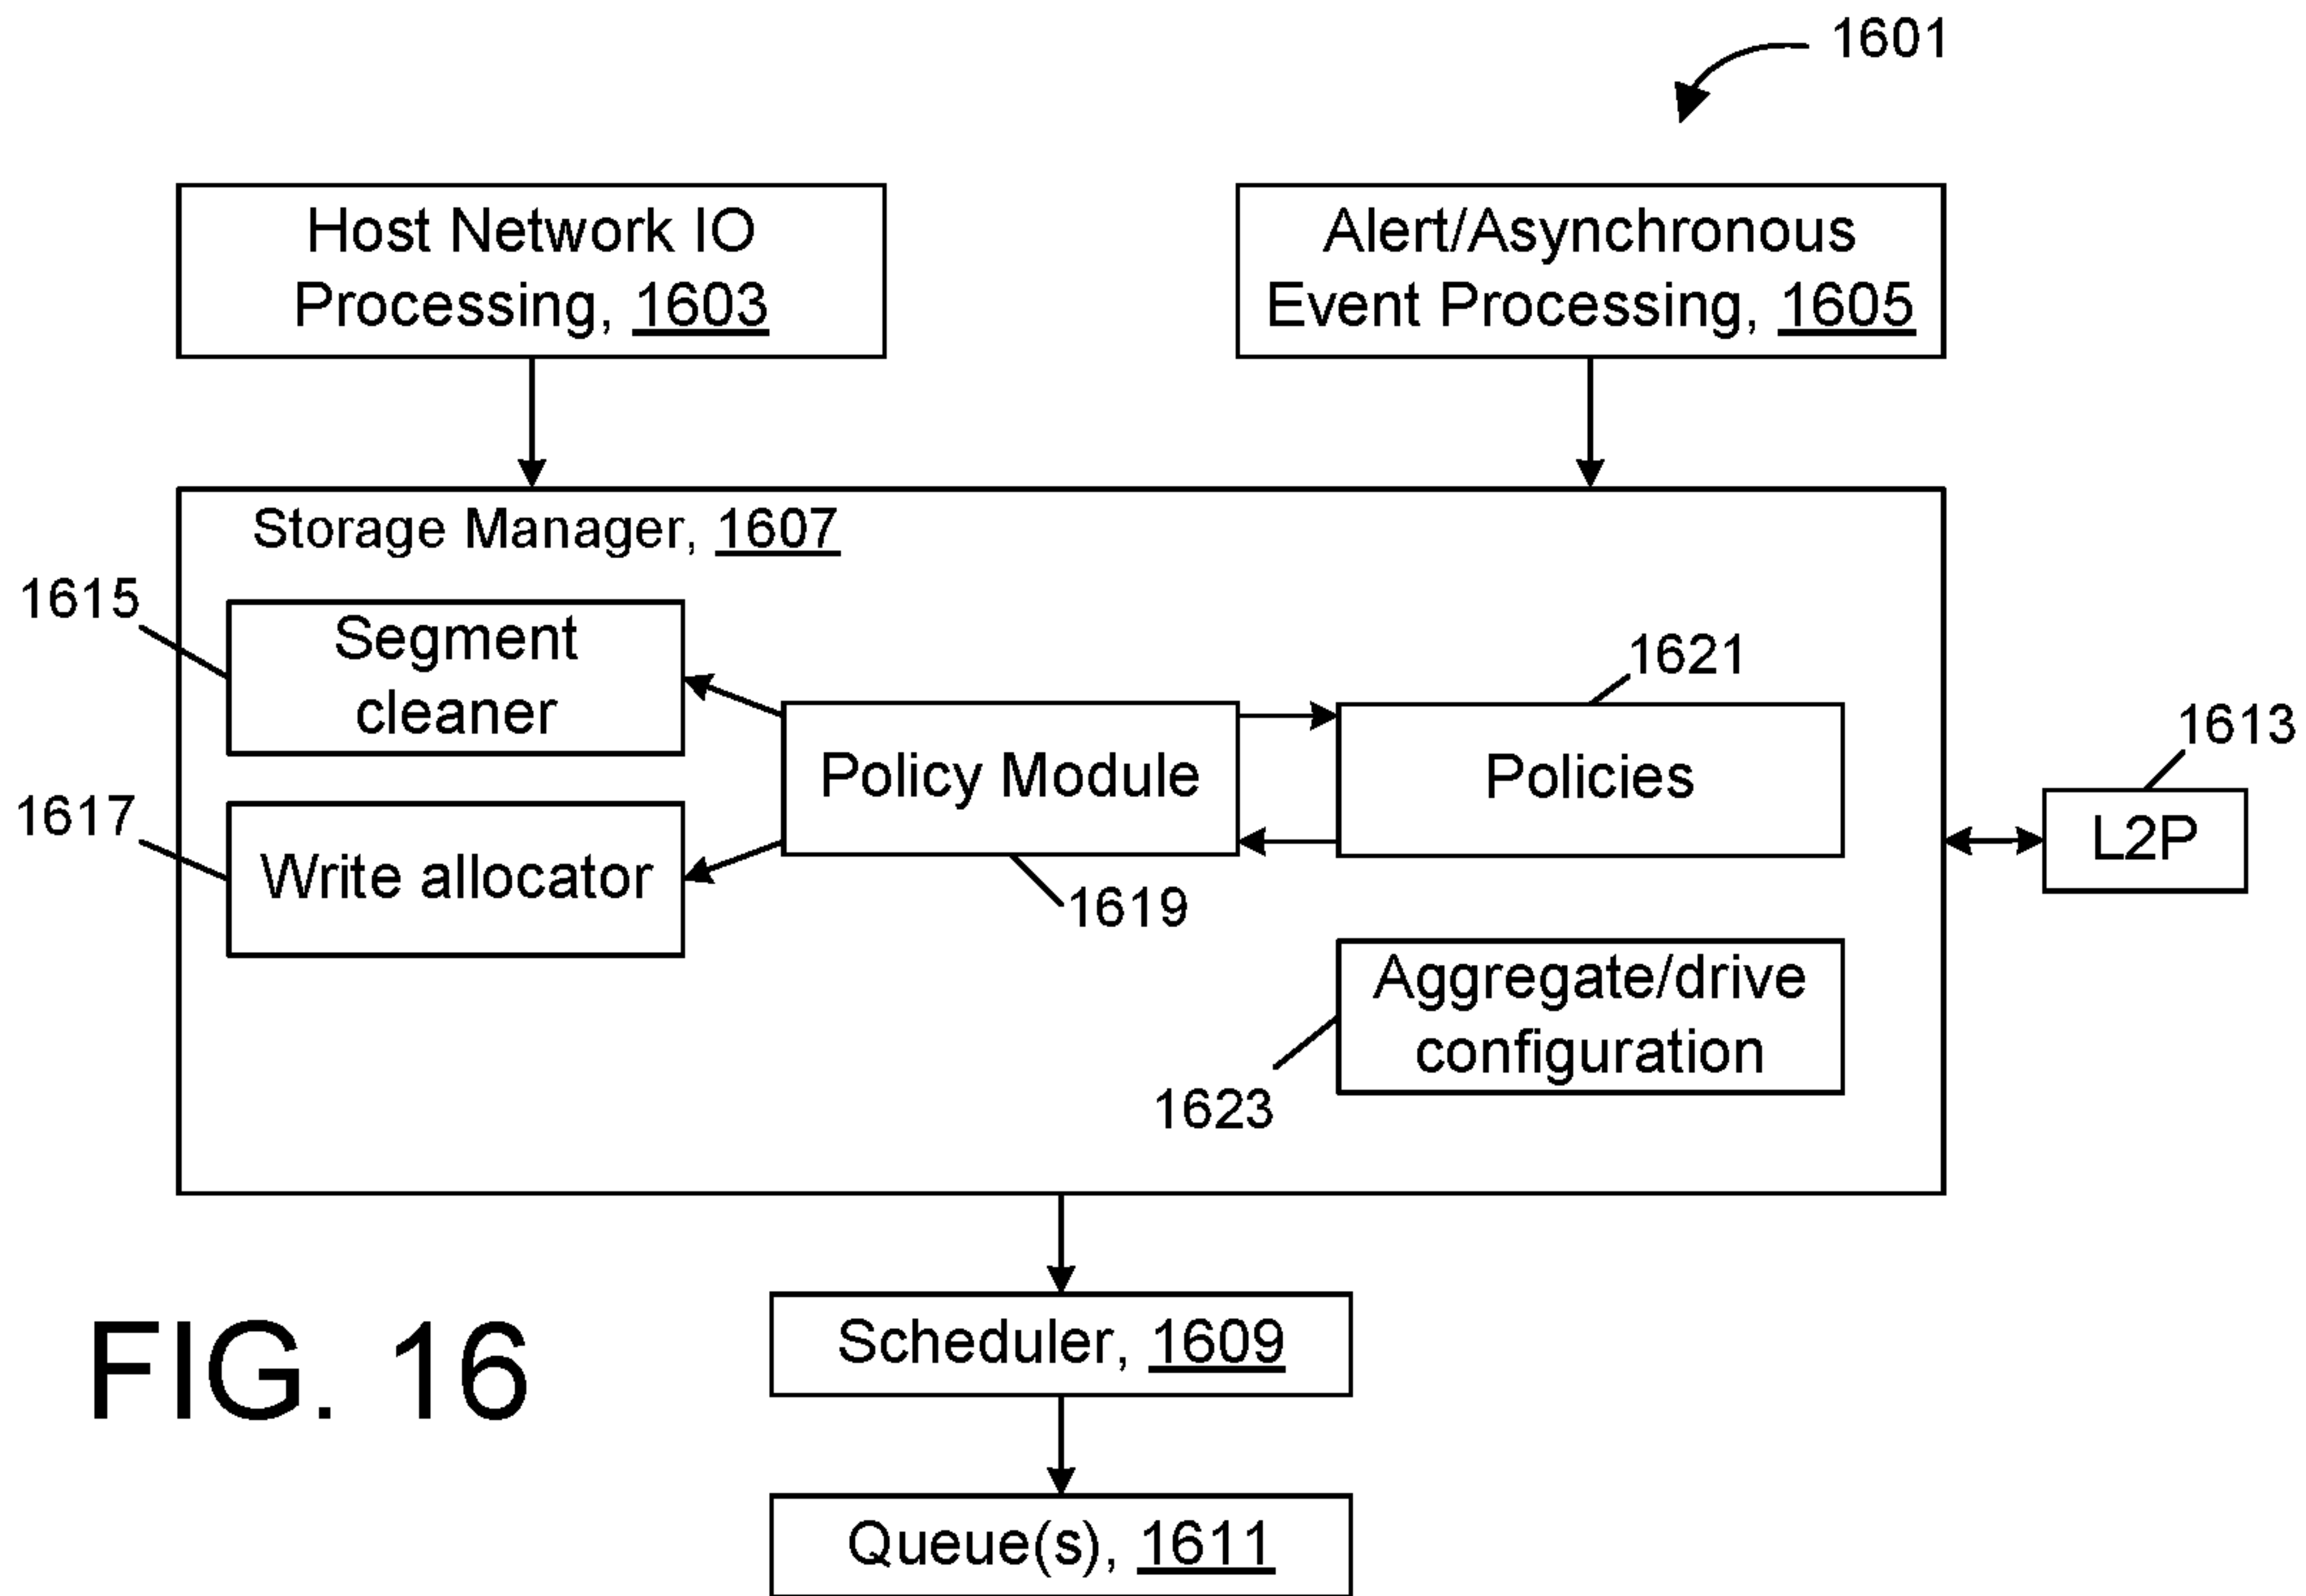 1601
Host Network IO
Processing, 1603
Alert/Asynchronous
Event Processing, 1605
Storage Manager, 1607
1615
Segment
cleaner
1621
1613
Policy Module
Policies
L2P
1617
Write allocator
1619
Aggregate/drive
configuration
1623
Scheduler, 1609
FIG. 16
Queue(s), 1611